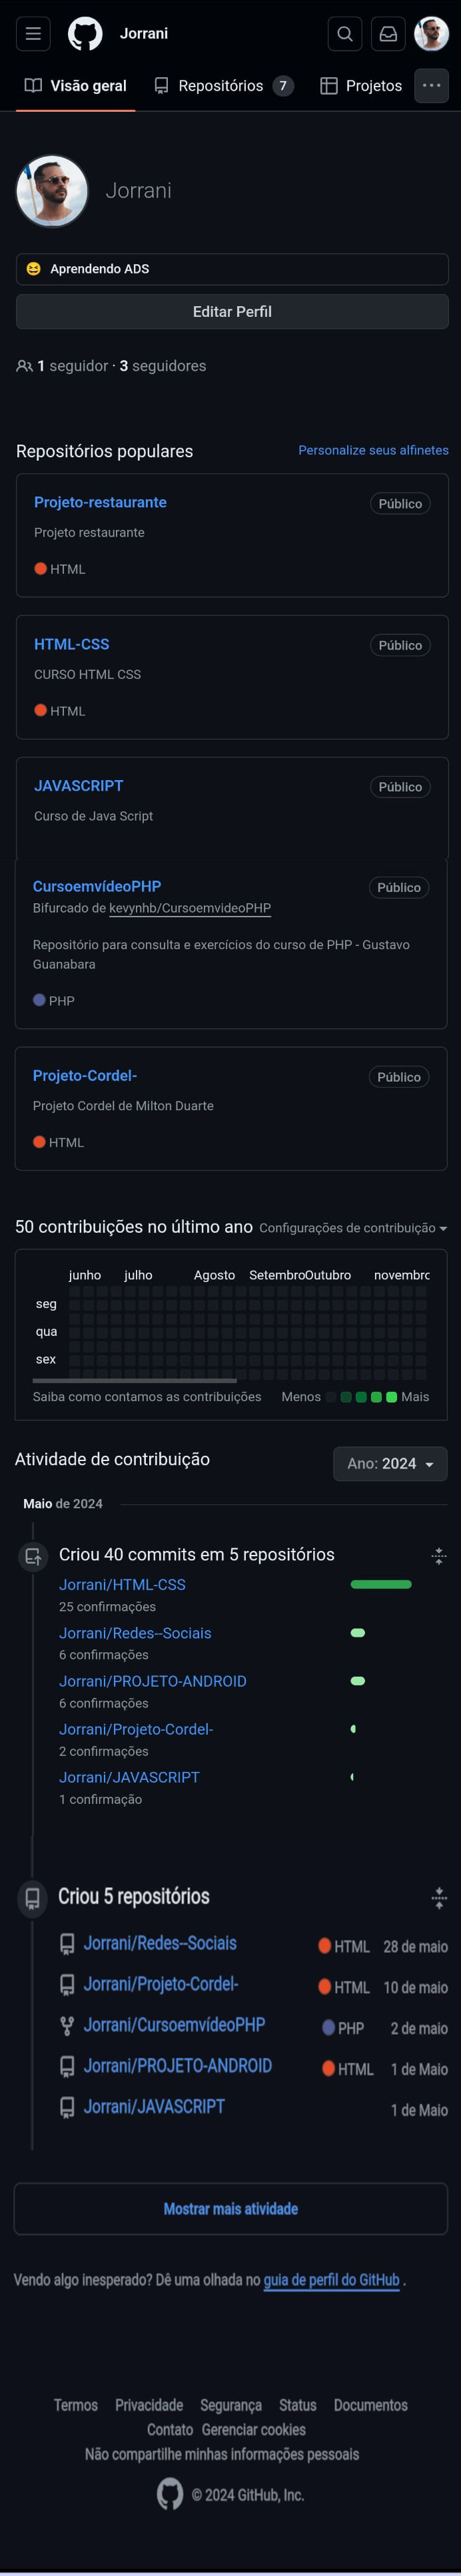 Jorrani
Visão geral Repositórios 7 Projetos ...
Jorrani
Aprendendo ADS
Editar Perfil
1 seguidor · 3 seguidores
Repositórios populares Personalize seus alfinetes
Projeto-restaurante Público
Projeto restaurante
HTML
HTML-CSS Público
CURSO HTML CSS
HTML
JAVASCRIPT Público
Curso de Java Script
CursoemvídeoPHP Público
Bifurcado de kevynhb/CursoemvideoPHP
Repositório para consulta e exercícios do curso de PHP - Gustavo
Guanabara
PHP
Projeto-Cordel- Público
Projeto Cordel de Milton Duarte
HTML
50 contribuições no último ano Configurações de contribuição
junho julho Agosto SetembroOutubro novembro
seg
qua
sex
Saiba como contamos as contribuições Menos Mais
Atividade de contribuição Ano: 2024
Maio de 2024
Criou 40 commits em 5 repositórios
Jorrani/HTML-CSS
25 confirmações
Jorrani/Redes--Sociais
6 confirmações
Jorrani/PROJETO-ANDROID
6 confirmações
Jorrani/Projeto-Cordel-
2 confirmações
Jorrani/JAVASCRIPT
1 confirmação
Criou 5 repositórios
Jorrani/Redes--Sociais HTML 28 de maio
Jorrani/Projeto-Cordel- HTML 10 de maio
Jorrani/CursoemvídeoPHP PHP 2 de maio
Jorrani/PROJETO-ANDROID HTML 1 de Maio
Jorrani/JAVASCRIPT 1 de Maio
Mostrar mais atividade
Vendo algo inesperado? Dê uma olhada no guia de perfil do GitHub .
Termos Privacidade Segurança Status Documentos
Contato Gerenciar cookies
Não compartilhe minhas informações pessoais
© 2024 GitHub, Inc.